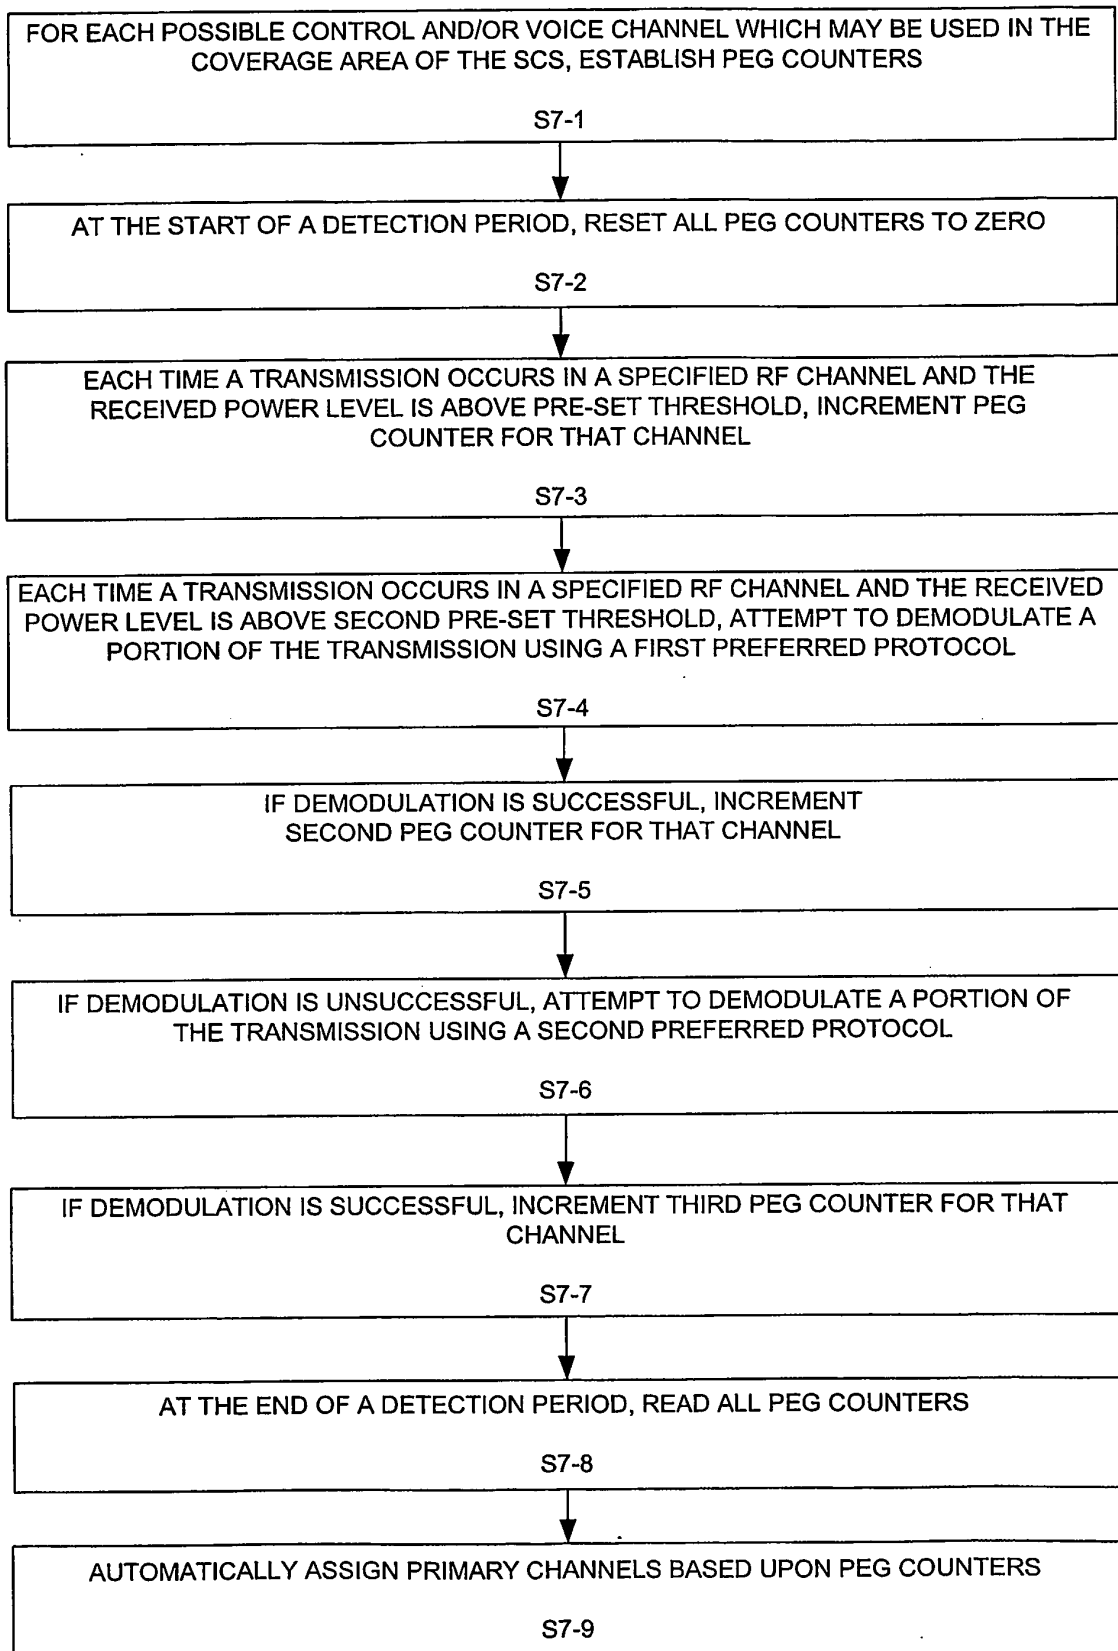 FOR EACH POSSIBLE CONTROL AND/OR VOICE CHANNEL WHICH MAY BE USED IN THE
COVERAGE AREA OF THE SCS, ESTABLISH PEG COUNTERS
S7-1
AT THE START OF A DETECTION PERIOD, RESET ALL PEG COUNTERS TO ZERO
S7-2
EACH TIME A TRANSMISSION OCCURS IN A SPECIFIED RF CHANNEL AND THE
RECEIVED POWER LEVEL IS ABOVE PRE-SET THRESHOLD, INCREMENT PEG
COUNTER FOR THAT CHANNEL
S7-3
EACH TIME A TRANSMISSION OCCURS IN A SPECIFIED RF CHANNEL AND THE RECEIVED
POWER LEVEL IS ABOVE SECOND PRE-SET THRESHOLD, ATTEMPT TO DEMODULATE A
PORTION OF THE TRANSMISSION USING A FIRST PREFERRED PROTOCOL
S7-4
IF DEMODULATION IS SUCCESSFUL, INCREMENT
SECOND PEG COUNTER FOR THAT CHANNEL
S7-5
IF DEMODULATION IS UNSUCCESSFUL, ATTEMPT TO DEMODULATE A PORTION OF
THE TRANSMISSION USING A SECOND PREFERRED PROTOCOL
S7-6
IF DEMODULATION IS SUCCESSFUL, INCREMENT THIRD PEG COUNTER FOR THAT
CHANNEL
S7-7
AT THE END OF A DETECTION PERIOD, READ ALL PEG COUNTERS
S7-8
AUTOMATICALLY ASSIGN PRIMARY CHANNELS BASED UPON PEG COUNTERS
S7-9